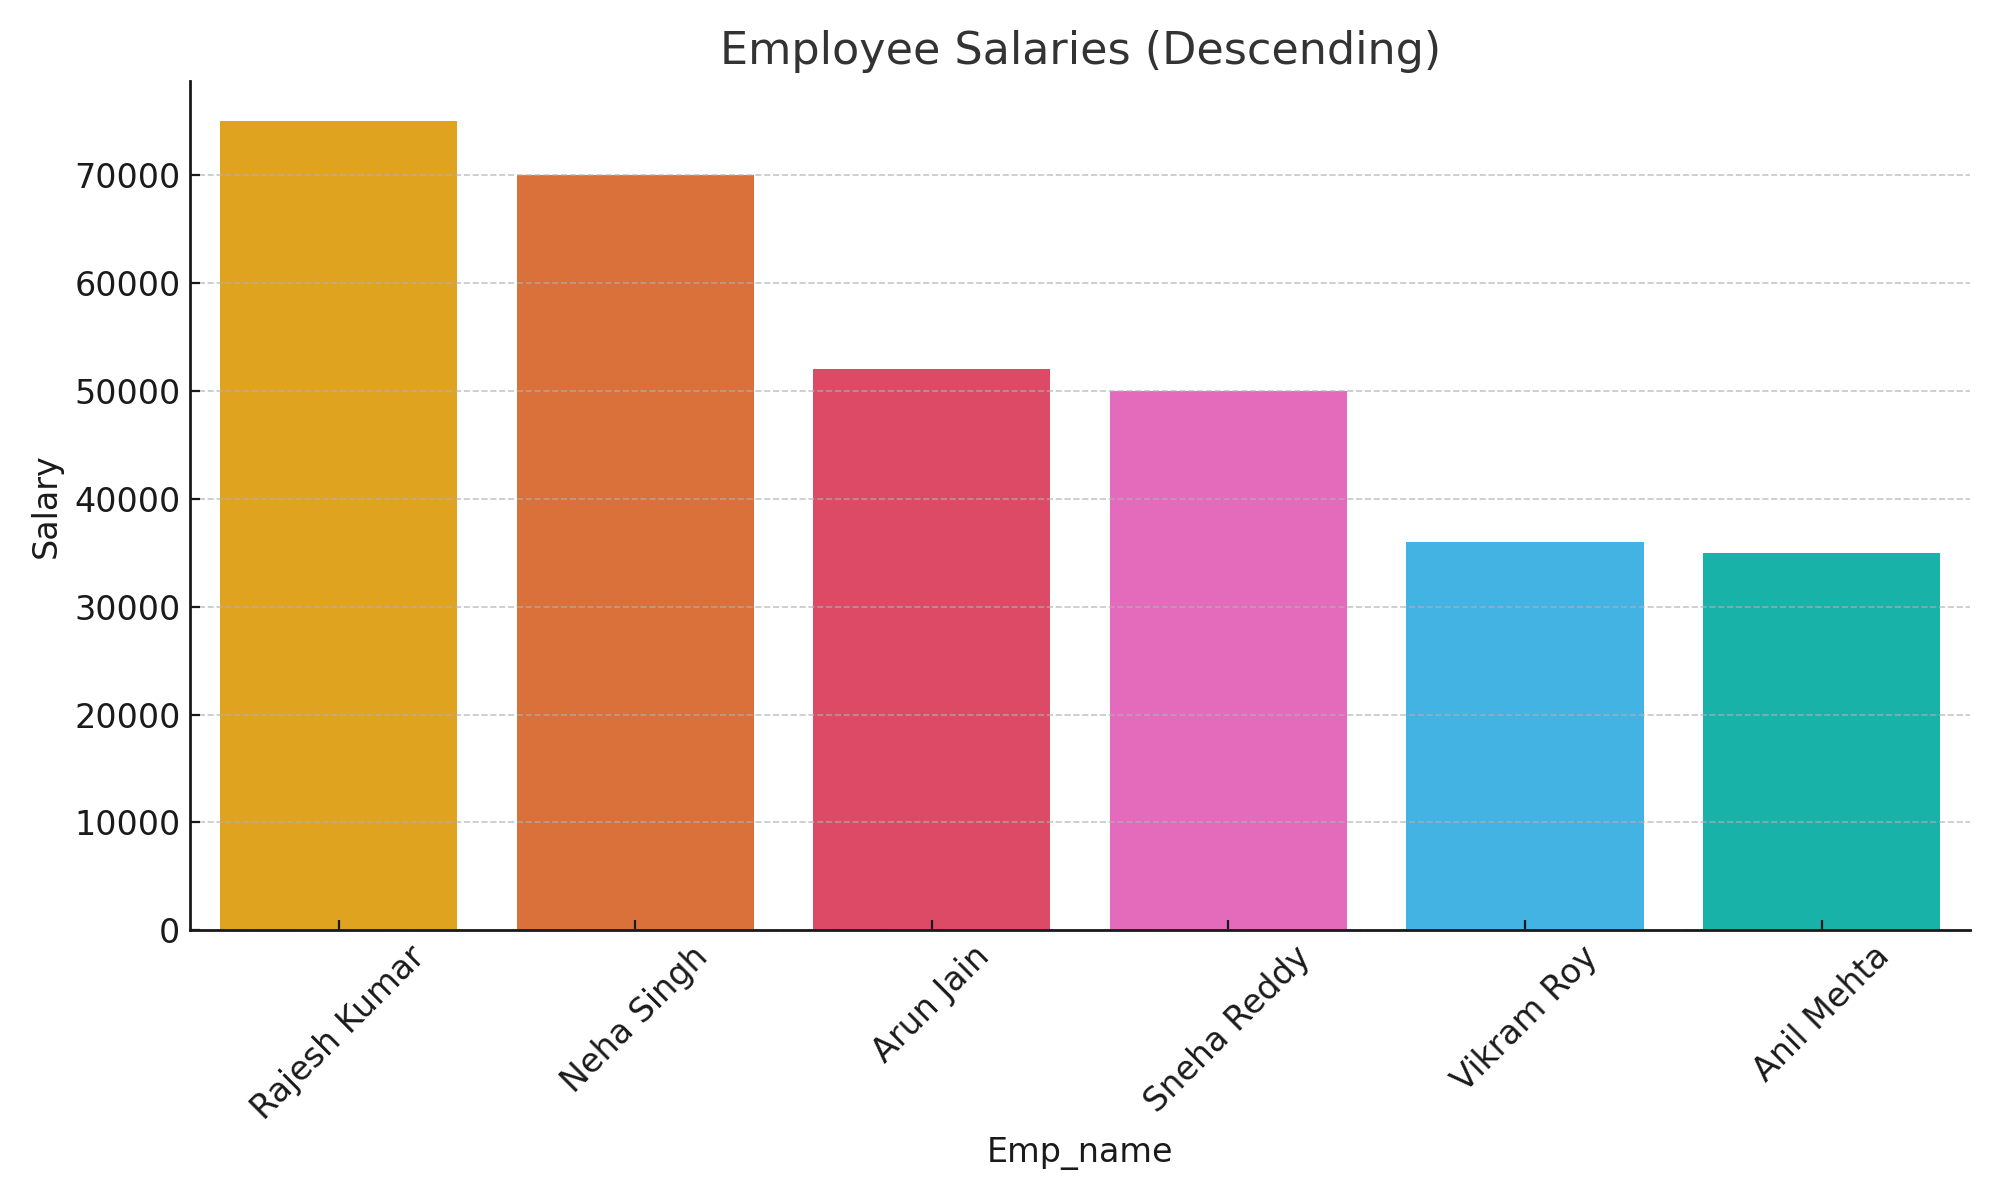 Employee Salaries (Descending)
70000
60000
50000
40000
30000
20000
10000
0
Salary
Rajesh Kumar
Neha Singh
Arun Jain
Sneha Reddy
Vikram Roy
Anil Mehta
Emp_name